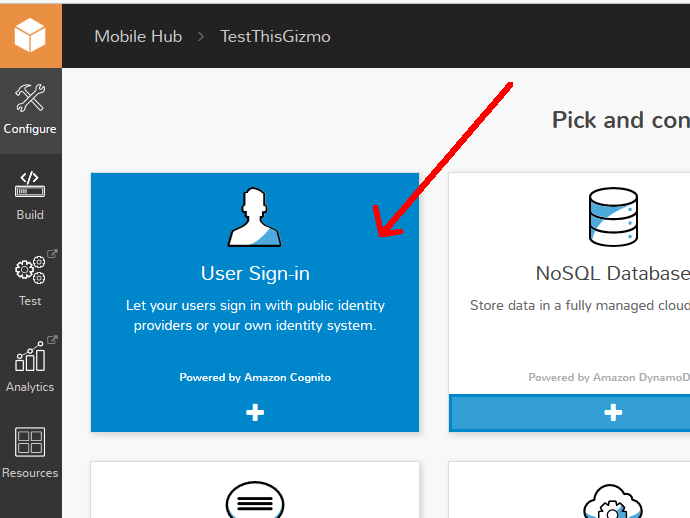 Mobile Hub > TestThisGizmo
Configure
Build
Test
Analytics
Resources
Pick and con
User Sign-in
Let your users sign in with public identity
providers or your own identity system.
Powered by Amazon Cognito
NoSQL Database
Store data in a fully managed cloud
Powered by Amazon DynamoD